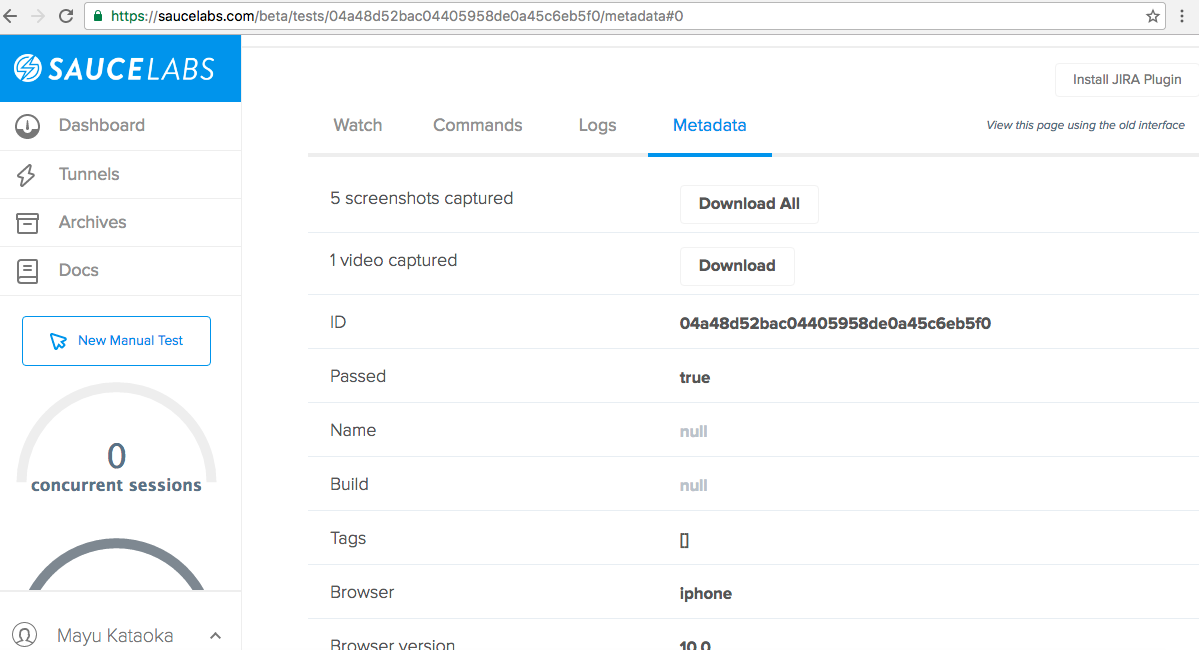 https://saucelabs.com/beta/tests/04a48d52bac04405958de0a45c6eb5f0/metadata#0
SAUCELABS
Install JIRA Plugin
Dashboard
Tunnels
Archives
Docs
New Manual Test
0
concurrent sessions
Mayu Kataoka
Watch Commands Logs Metadata
View this page using the old interface
5 screenshots captured Download All
1 video captured Download
ID 04a48d52bac04405958de0a45c6eb5f0
Passed true
Name null
Build null
Tags []
Browser iphone
Browser version 10.0